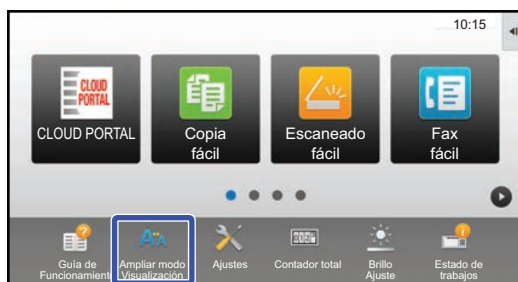 10:15
CLOUD
PORTAL
CLOUD PORTAL
Copia
fácil
Escaneado
fácil
Fax
fácil
Guía de
Funcionamiento
Ampliar modo
Visualización
Ajustes
Contador total
Brillo
Ajuste
Estado de
trabajos